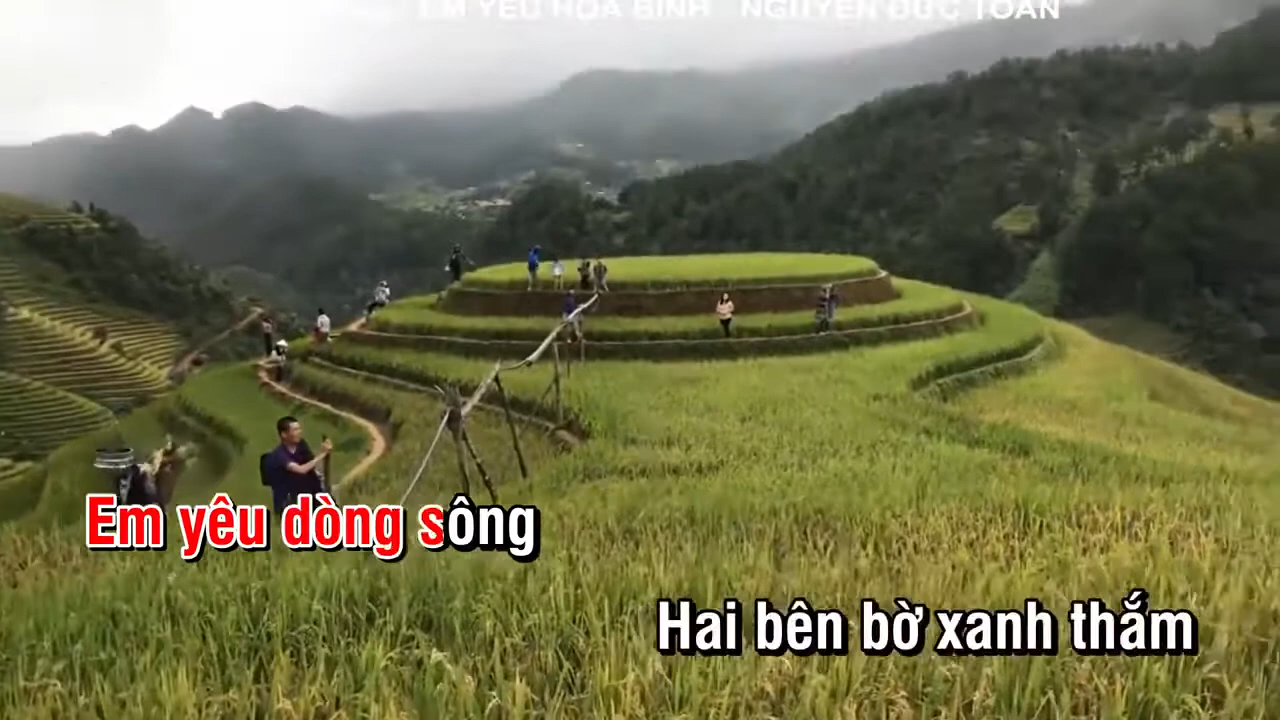 EM YÊU HÒA BÌNH - NGUYỄN ĐỨC TOÀN
Em yêu dòng sông
Hai bên bờ xanh thắm